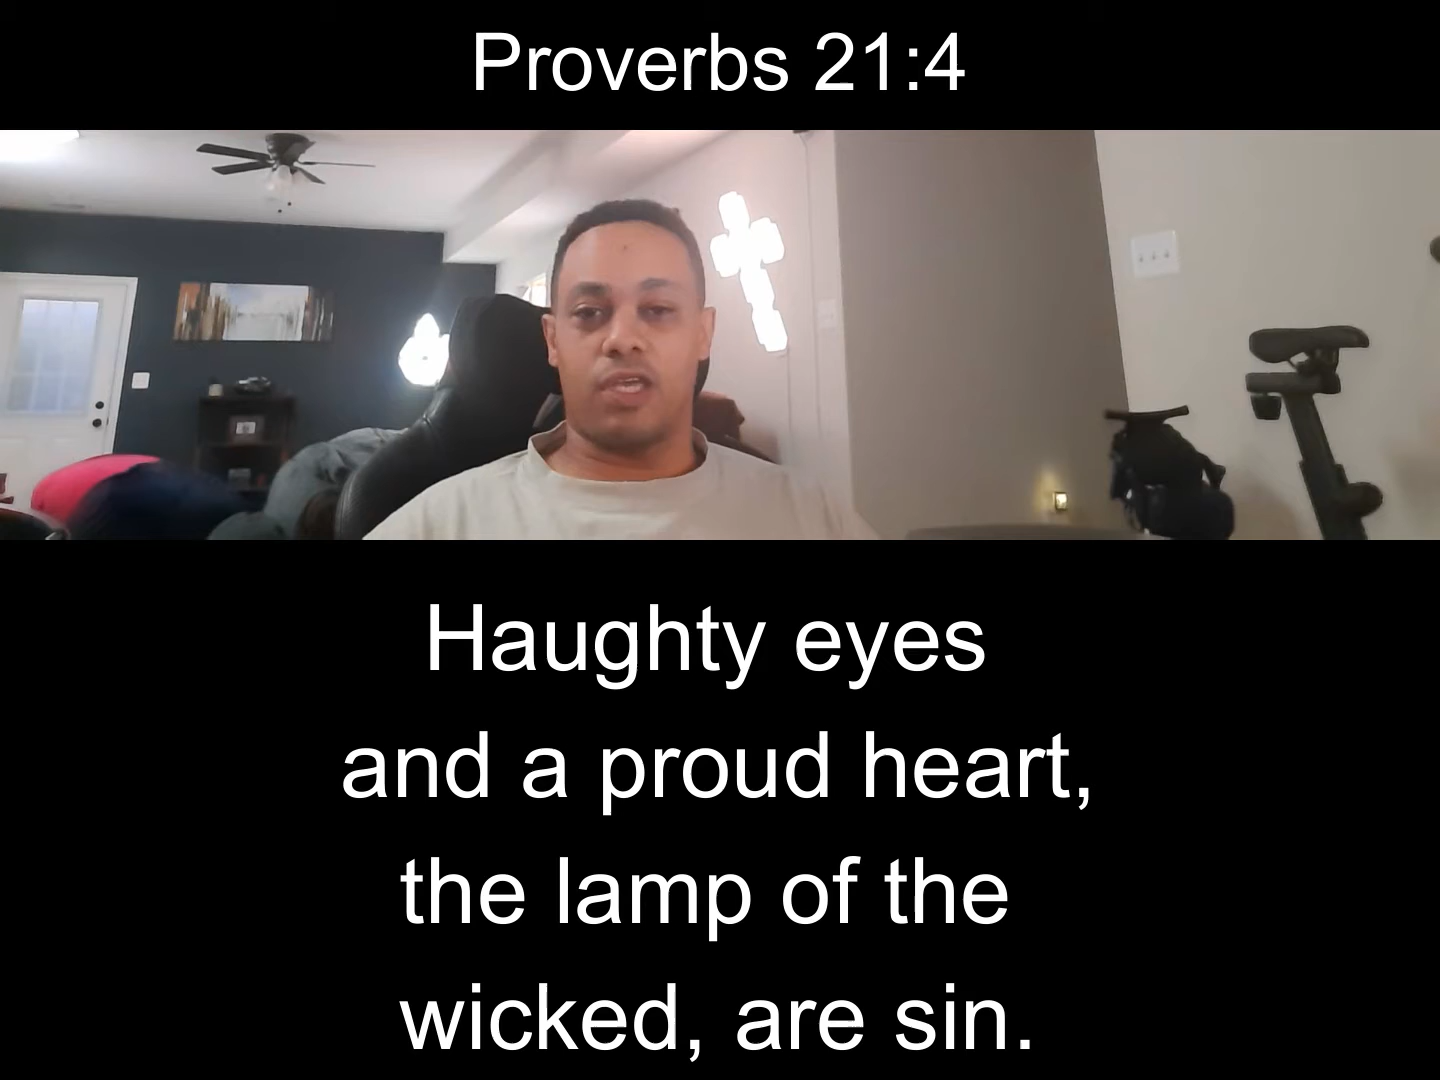 Proverbs 21:4
Haughty eyes
and a proud heart,
the lamp of the
wicked, are sin.